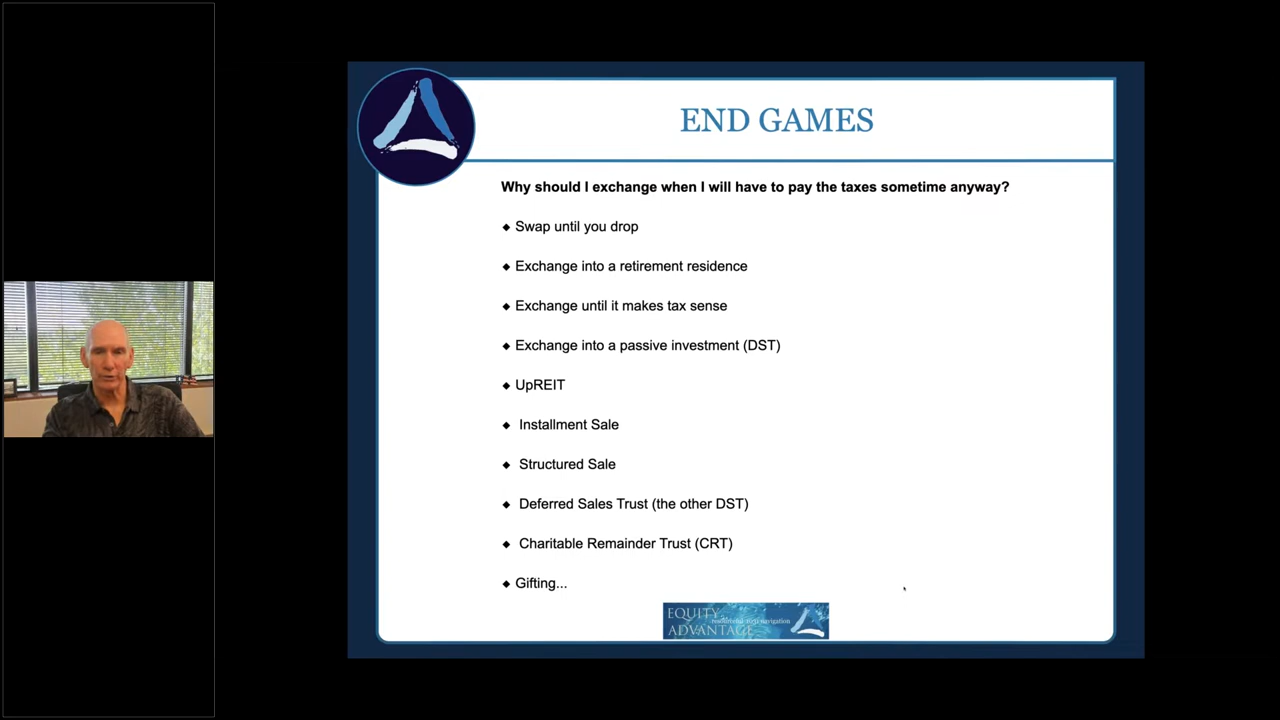 END GAMES
Why should I exchange when I will have to pay the taxes sometime anyway?
◆ Swap until you drop
◆ Exchange into a retirement residence
◆ Exchange until it makes tax sense
◆ Exchange into a passive investment (DST)
◆ UpREIT
◆ Installment Sale
◆ Structured Sale
◆ Deferred Sales Trust (the other DST)
◆ Charitable Remainder Trust (CRT)
◆ Gifting...
EQUITY
ADVANTAGE
navigation